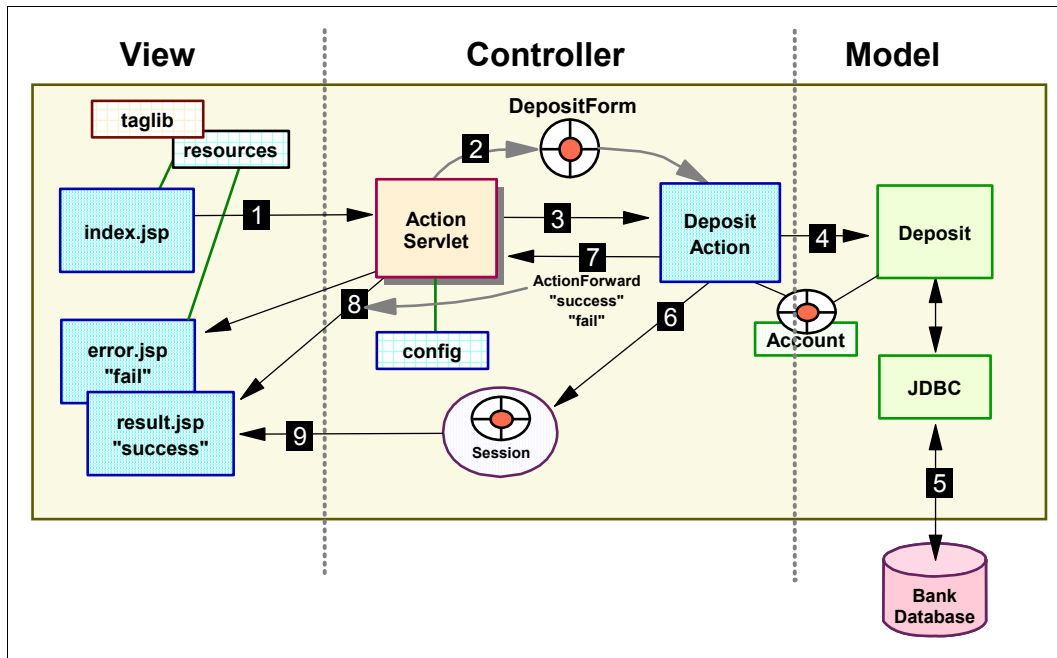 View
Controller
Model
taglib
resources
DepositForm
2
index.jsp
1
Action
Servlet
3
Deposit
Action
4
Deposit
7
ActionForward
"success"
"fail"
8
6
Account
error.jsp
"fail"
config
JDBC
result.jsp
"success"
9
Session
5
Bank
Database